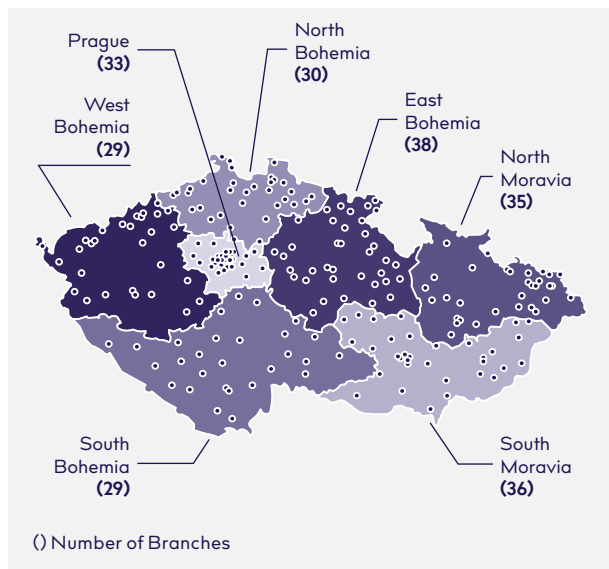 Prague
(33)
North
Bohemia
(30)
West
Bohemia
(29)
East
Bohemia
(38)
North
Moravia
(35)
South
Bohemia
(29)
South
Moravia
(36)
() Number of Branches